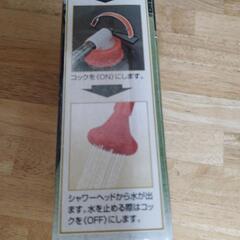 コックを〈ON〉にします。
シャワーヘッドから水が出
ます。水を止める際はコッ
クを〈OFF〉にします。